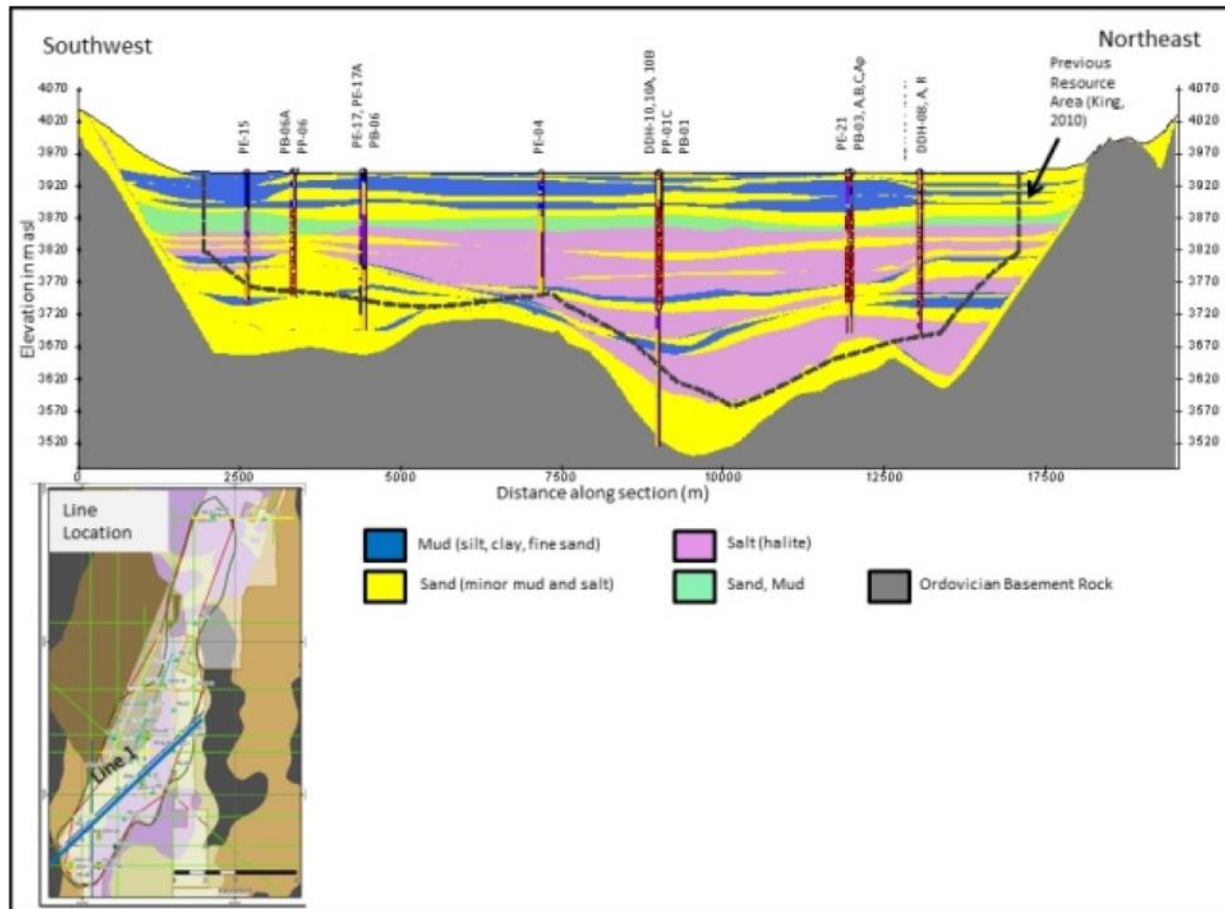 Southwest
Northeast
Previous
Resource
Area (King,
2010)
PE-15
PB-06A
PP-06
PE-17, PE-17A
PB-06
PE-04
DDH-10,10A, 10B
PP-01C
PB-01
PE-21
PB-03, A,B,C,Ap
DDH-08, A, R
Elevation in m asl
4070
4020
3970
3920
3870
3820
3770
3720
3670
3620
3570
3520
4070
4020
3970
3920
3870
3820
3770
3720
3670
3620
3570
3520
0 2500 5000 7500 10000 12500 15000 17500
Distance along section (m)
Line
Location
Line 1
Mud (silt, clay, fine sand)
Salt (halite)
Sand (minor mud and salt)
Sand, Mud
Ordovician Basement Rock